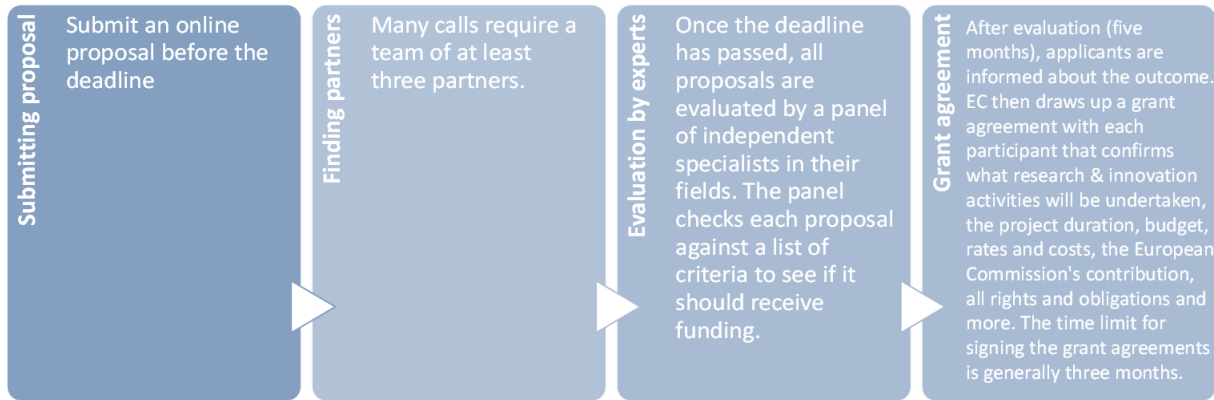 Submitting proposal
Submit an online
proposal before the
deadline
Finding partners
Many calls require a
team of at least
three partners.
Evaluation by experts
Once the deadline
has passed, all
proposals are
evaluated by a panel
of independent
specialists in their
fields. The panel
checks each proposal
against a list of
criteria to see if it
should receive
funding.
Grant agreement
After evaluation (five
months), applicants are
informed about the outcome.
EC then draws up a grant
agreement with each
participant that confirms
what research & innovation
activities will be undertaken,
the project duration, budget,
rates and costs, the European
Commission's contribution,
all rights and obligations and
more. The time limit for
signing the grant agreements
is generally three months.